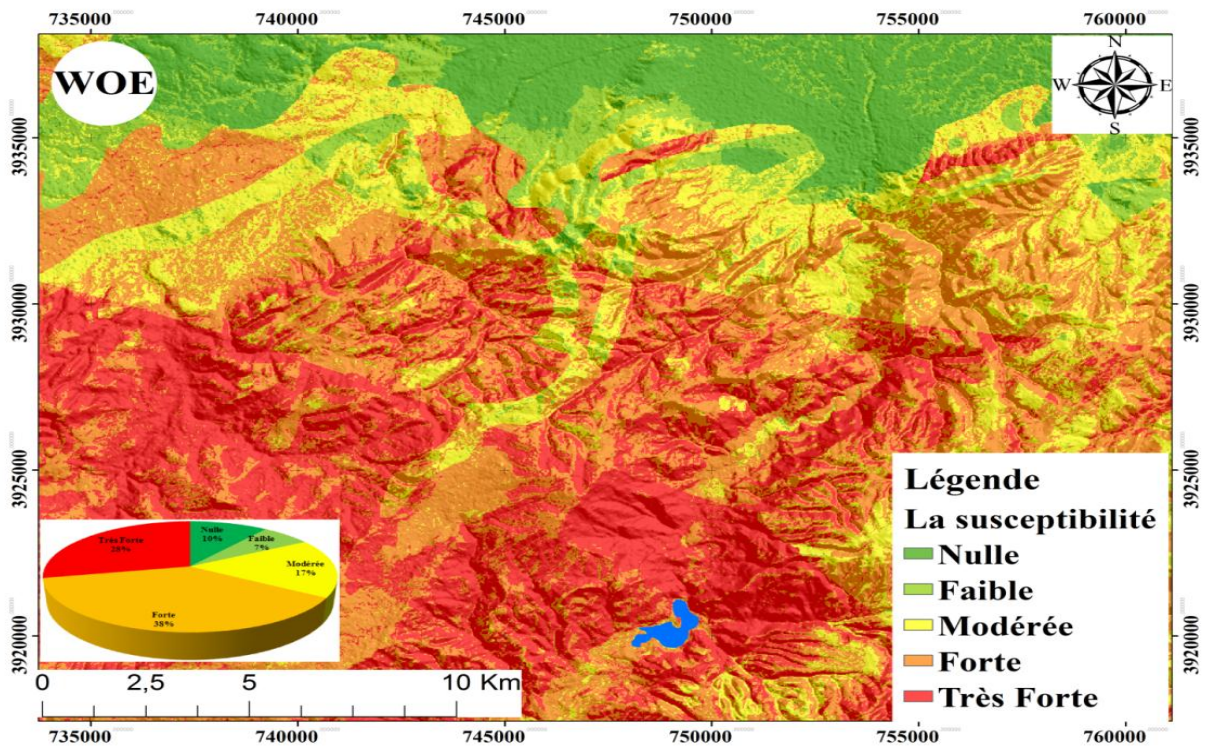 735000 740000 745000 750000 755000 760000
WOE
N
W E
S
3935000
3935000
3930000
3930000
3925000
3925000
3920000
3920000
Nulle
10%
Faible
7%
Modérée
17%
Forte
38%
Très Forte
28%
Légende
La susceptibilité
Nulle
Faible
Modérée
Forte
Très Forte
0 2,5 5 10 Km
735000 740000 745000 750000 755000 760000